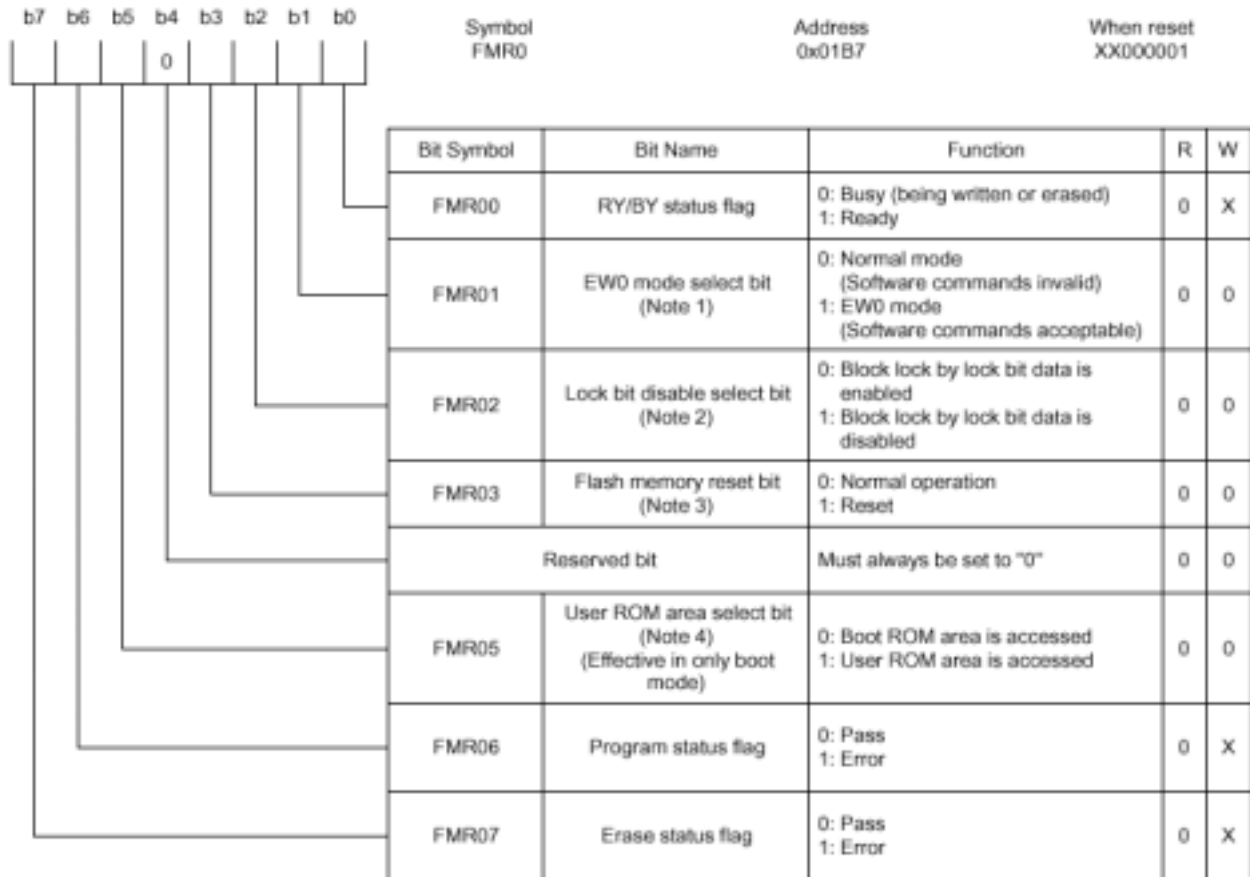 b7 b6 b5 b4 b3 b2 b1 b0
0
Symbol Address When reset
FMR0 0x01B7 XX000001
Bit Symbol Bit Name Function R W
FMR00 RY/BY status flag 0: Busy (being written or erased) 0 X
1: Ready
FMR01 EW0 mode select bit 0: Normal mode 0 0
(Note 1) (Software commands invalid)
1: EW0 mode
(Software commands acceptable)
FMR02 Lock bit disable select bit 0: Block lock by lock bit data is 0 0
(Note 2) enabled
1: Block lock by lock bit data is
disabled
FMR03 Flash memory reset bit 0: Normal operation 0 0
(Note 3) 1: Reset
Reserved bit Must always be set to "0" 0 0
FMR05 User ROM area select bit 0: Boot ROM area is accessed 0 0
(Note 4) 1: User ROM area is accessed
(Effective in only boot
mode)
FMR06 Program status flag 0: Pass 0 X
1: Error
FMR07 Erase status flag 0: Pass 0 X
1: Error